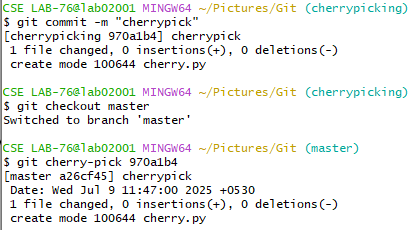 CSE LAB-76@lab02001 MINGW64 ~/Pictures/Git (cherrypicking)
$ git commit -m "cherrypick"
[cherrypicking 970a1b4] cherrypick
 1 file changed, 0 insertions(+), 0 deletions(-)
 create mode 100644 cherry.py
CSE LAB-76@lab02001 MINGW64 ~/Pictures/Git (cherrypicking)
$ git checkout master
Switched to branch 'master'
CSE LAB-76@lab02001 MINGW64 ~/Pictures/Git (master)
$ git cherry-pick 970a1b4
[master a26cf45] cherrypick
 Date: Wed Jul 9 11:47:00 2025 +0530
 1 file changed, 0 insertions(+), 0 deletions(-)
 create mode 100644 cherry.py